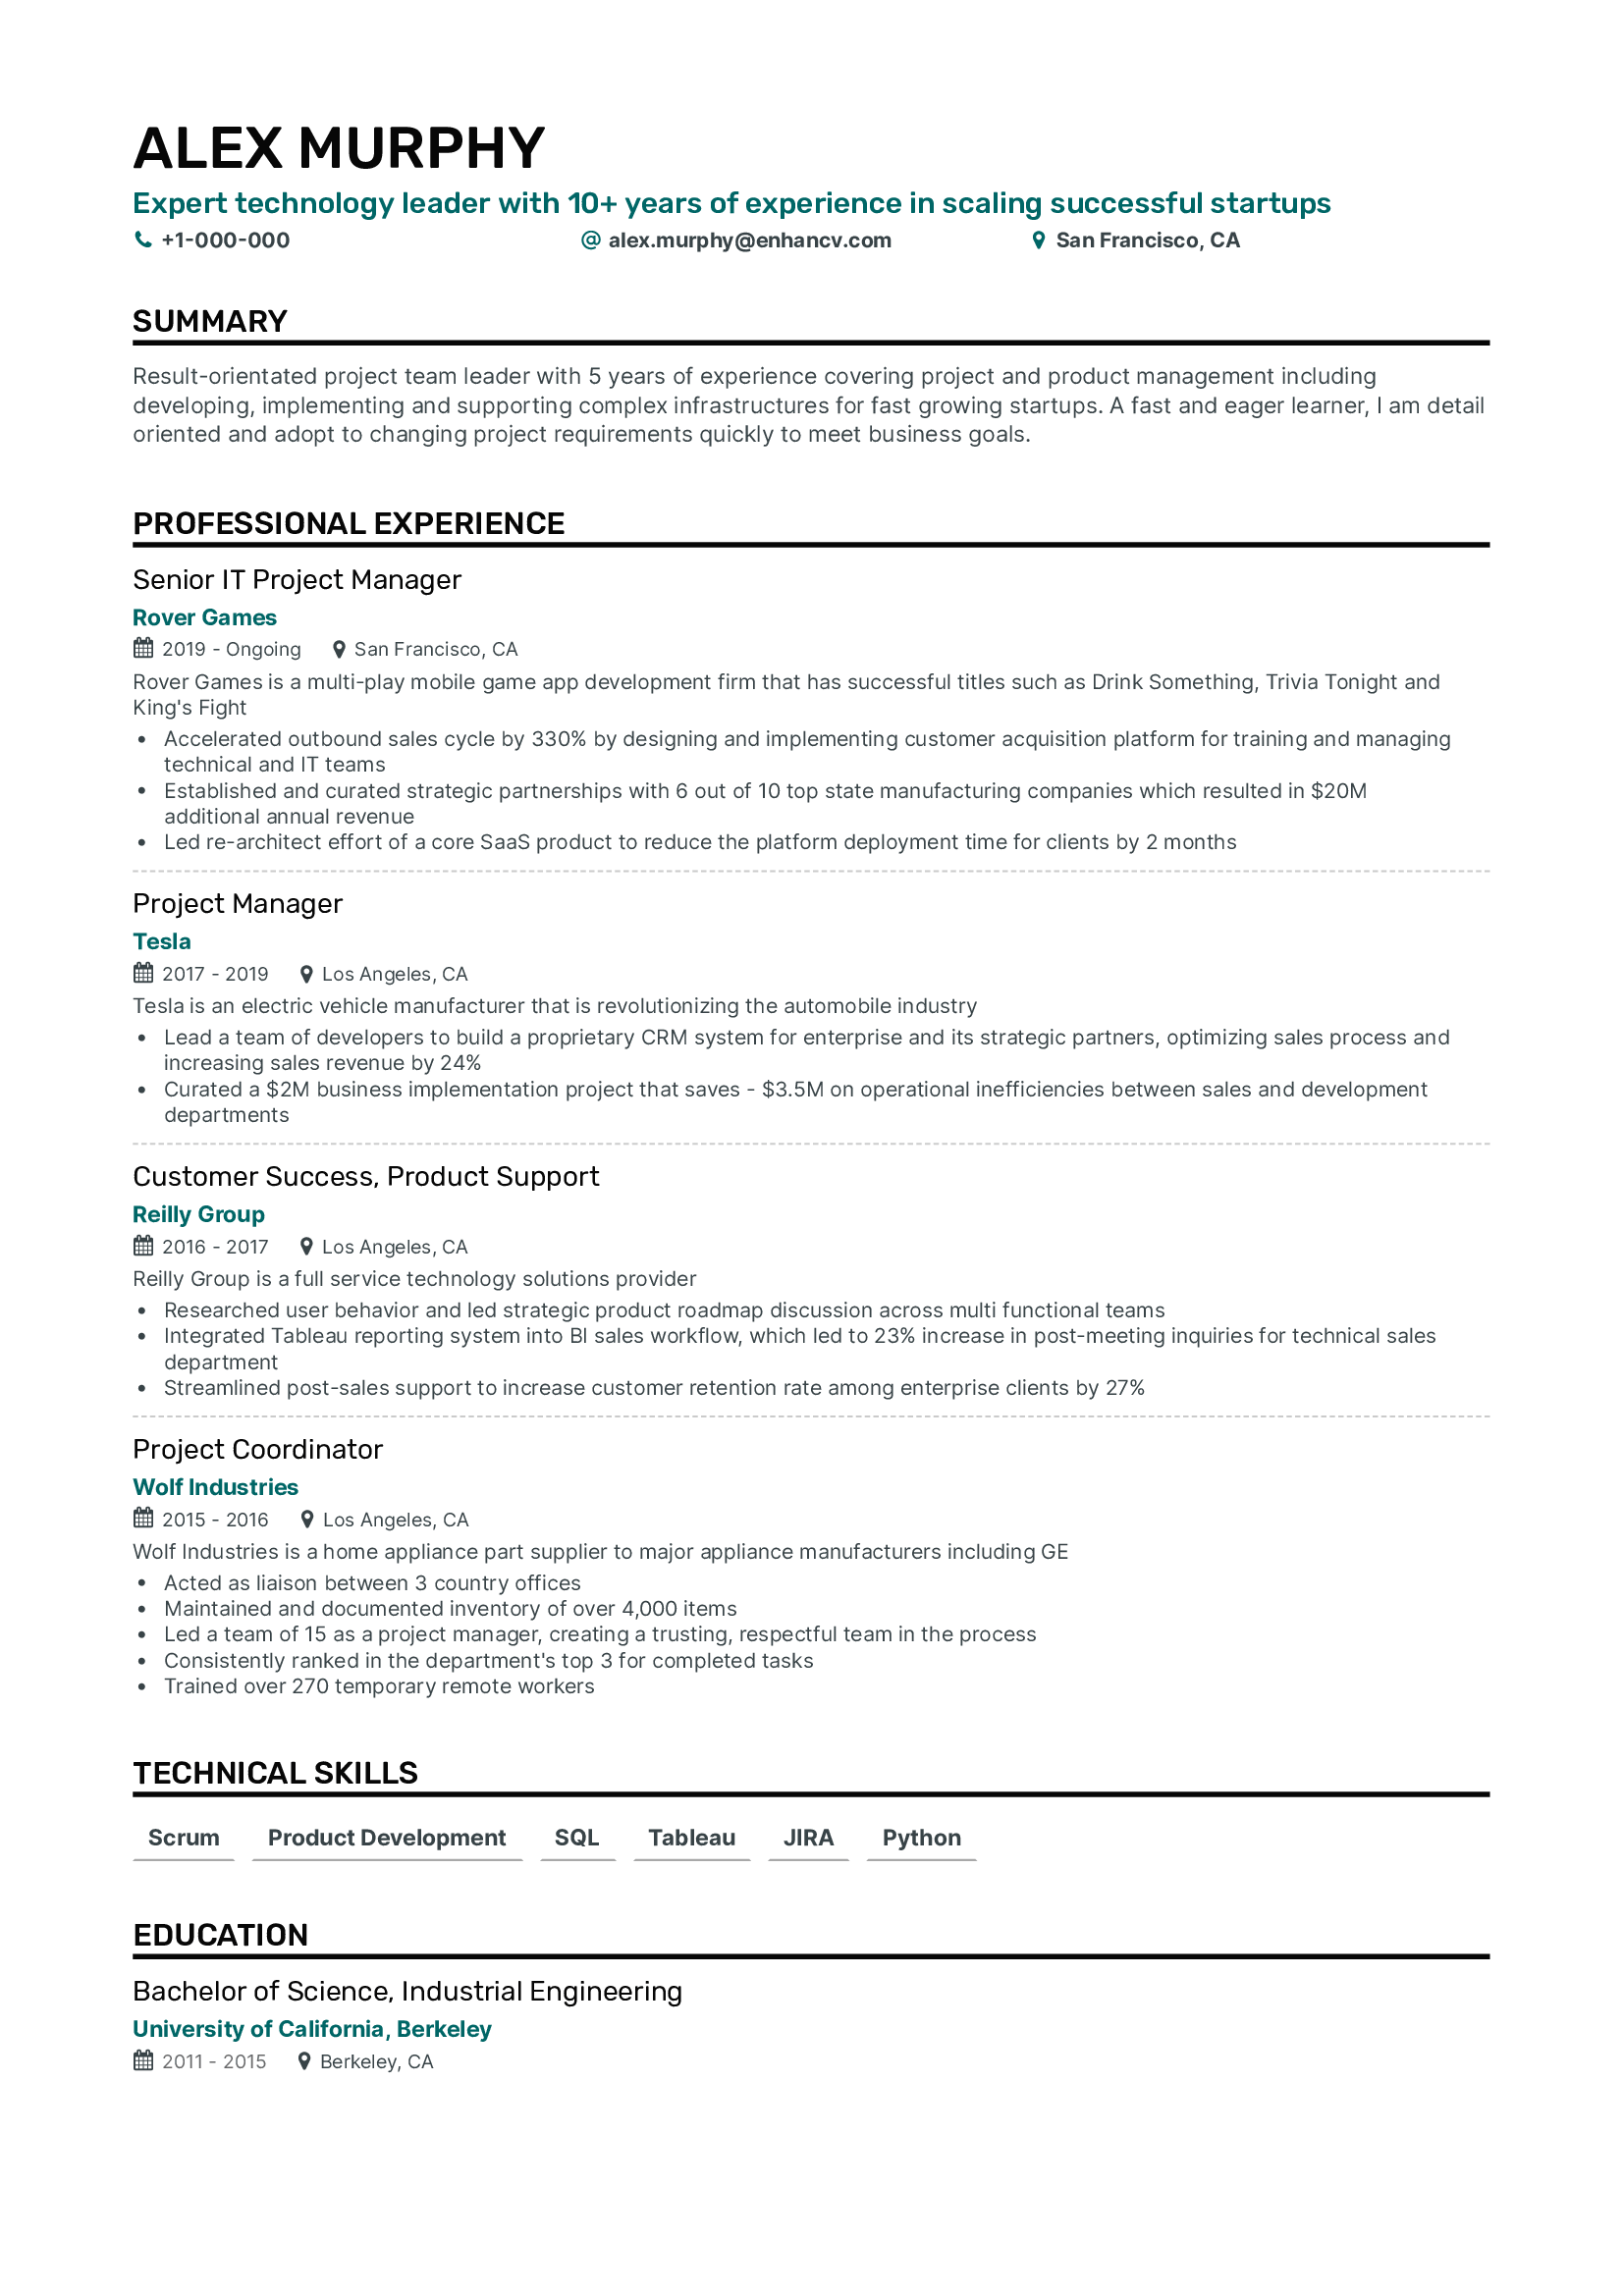 ALEX MURPHY
Expert technology leader with 10+ years of experience in scaling successful startups
+1-000-000 alex.murphy@enhancv.com San Francisco, CA
SUMMARY
Result-orientated project team leader with 5 years of experience covering project and product management including
developing, implementing and supporting complex infrastructures for fast growing startups. A fast and eager learner, I am detail
oriented and adopt to changing project requirements quickly to meet business goals.
PROFESSIONAL EXPERIENCE
Senior IT Project Manager
Rover Games
2019 - Ongoing San Francisco, CA
Rover Games is a multi-play mobile game app development firm that has successful titles such as Drink Something, Trivia Tonight and
King's Fight
• Accelerated outbound sales cycle by 330% by designing and implementing customer acquisition platform for training and managing
technical and IT teams
• Established and curated strategic partnerships with 6 out of 10 top state manufacturing companies which resulted in $20M
additional annual revenue
• Led re-architect effort of a core SaaS product to reduce the platform deployment time for clients by 2 months
Project Manager
Tesla
2017 - 2019 Los Angeles, CA
Tesla is an electric vehicle manufacturer that is revolutionizing the automobile industry
• Lead a team of developers to build a proprietary CRM system for enterprise and its strategic partners, optimizing sales process and
increasing sales revenue by 24%
• Curated a $2M business implementation project that saves - $3.5M on operational inefficiencies between sales and development
departments
Customer Success, Product Support
Reilly Group
2016 - 2017 Los Angeles, CA
Reilly Group is a full service technology solutions provider
• Researched user behavior and led strategic product roadmap discussion across multi functional teams
• Integrated Tableau reporting system into BI sales workflow, which led to 23% increase in post-meeting inquiries for technical sales
department
• Streamlined post-sales support to increase customer retention rate among enterprise clients by 27%
Project Coordinator
Wolf Industries
2015 - 2016 Los Angeles, CA
Wolf Industries is a home appliance part supplier to major appliance manufacturers including GE
• Acted as liaison between 3 country offices
• Maintained and documented inventory of over 4,000 items
• Led a team of 15 as a project manager, creating a trusting, respectful team in the process
• Consistently ranked in the department's top 3 for completed tasks
• Trained over 270 temporary remote workers
TECHNICAL SKILLS
Scrum Product Development SQL Tableau JIRA Python
EDUCATION
Bachelor of Science, Industrial Engineering
University of California, Berkeley
2011 - 2015 Berkeley, CA